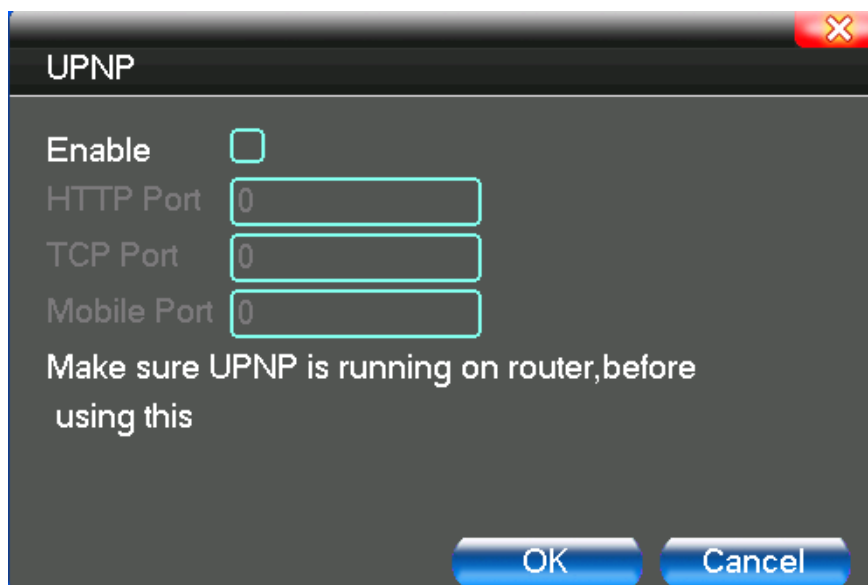 UPNP
Enable
HTTP Port 0
TCP Port 0
Mobile Port 0
Make sure UPNP is running on router,before
using this
OK Cancel